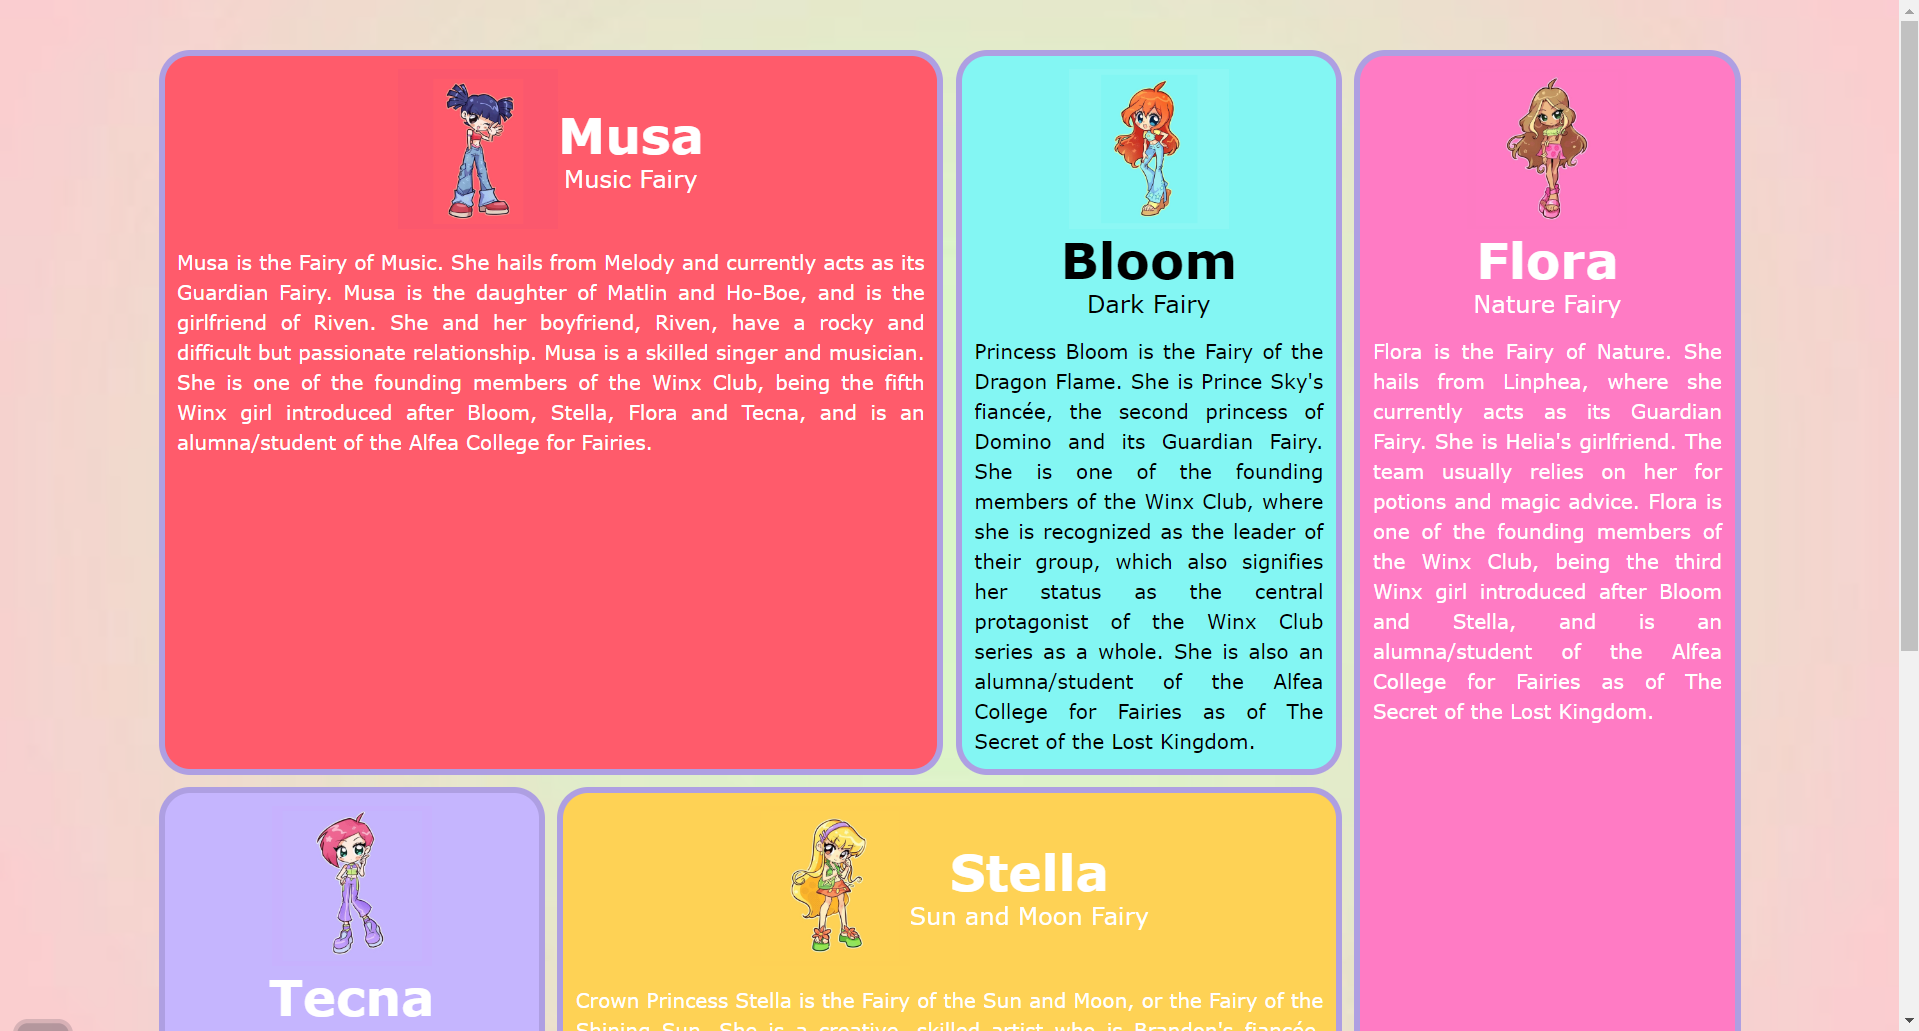 Musa
Music Fairy
Musa is the Fairy of Music. She hails from Melody and currently acts as its
Guardian Fairy. Musa is the daughter of Matlin and Ho-Boe, and is the
girlfriend of Riven. She and her boyfriend, Riven, have a rocky and
difficult but passionate relationship. Musa is a skilled singer and musician.
She is one of the founding members of the Winx Club, being the fifth
Winx girl introduced after Bloom, Stella, Flora and Tecna, and is an
alumna/student of the Alfea College for Fairies.
Bloom
Dark Fairy
Princess Bloom is the Fairy of the
Dragon Flame. She is Prince Sky's
fiancée, the second princess of
Domino and its Guardian Fairy.
She is one of the founding
members of the Winx Club, where
she is recognized as the leader of
their group, which also signifies
her status as the central
protagonist of the Winx Club
series as a whole. She is also an
alumna/student of the Alfea
College for Fairies as of The
Secret of the Lost Kingdom.
Flora
Nature Fairy
Flora is the Fairy of Nature. She
hails from Linphea, where she
currently acts as its Guardian
Fairy. She is Helia's girlfriend. The
team usually relies on her for
potions and magic advice. Flora is
one of the founding members of
the Winx Club, being the third
Winx girl introduced after Bloom
and Stella, and is an
alumna/student of the Alfea
College for Fairies as of The
Secret of the Lost Kingdom.
Tecna
Stella
Sun and Moon Fairy
Crown Princess Stella is the Fairy of the Sun and Moon, or the Fairy of the
Shining Sun. She is a creative, skilled artist who is Brandon's fiancée,